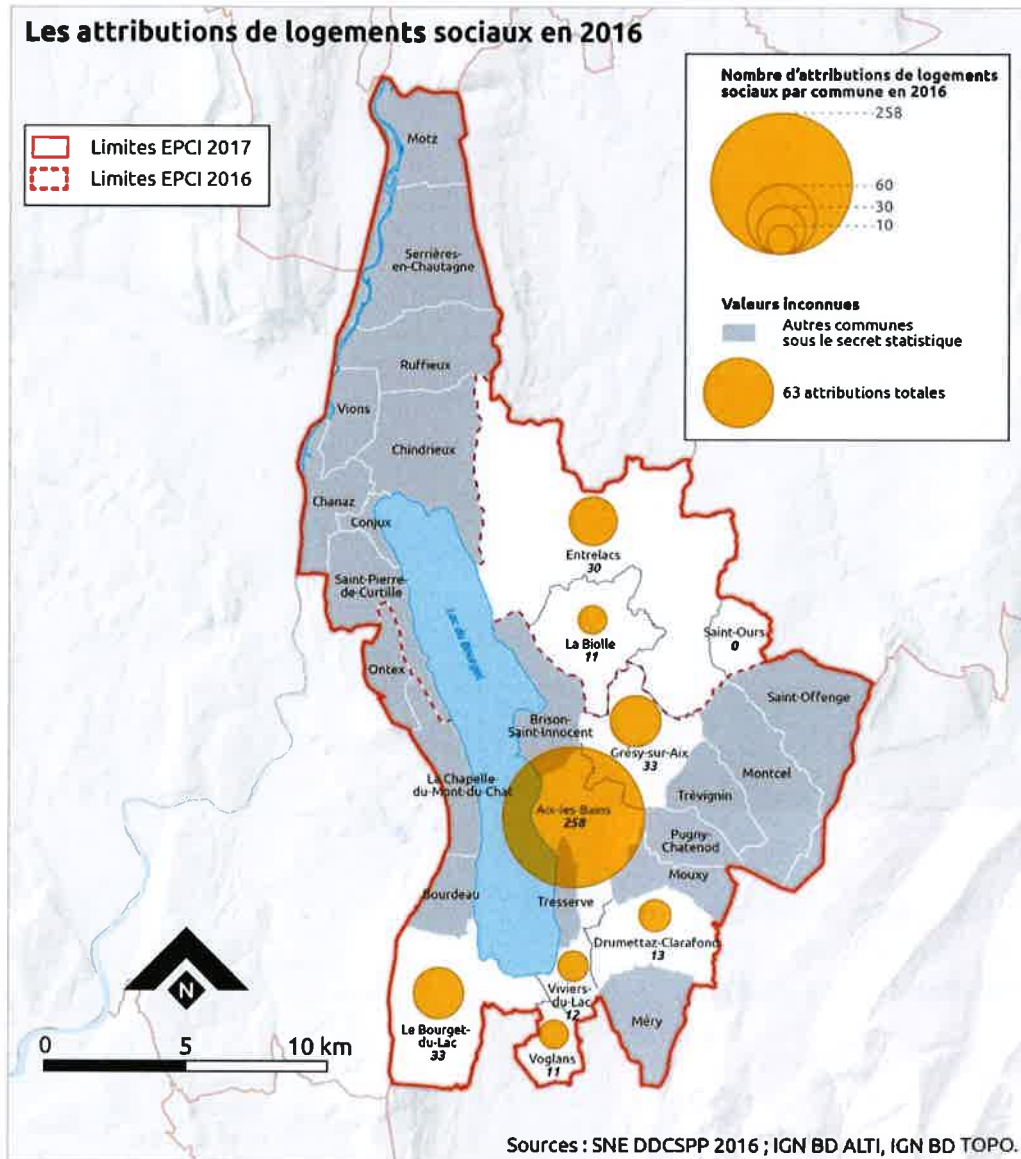 Les attributions de logements sociaux en 2016
Limites EPCI 2017
Limites EPCI 2016
Nombre d'attributions de logements
sociaux par commune en 2016
258
60
30
10
Valeurs inconnues
Autres communes
sous le secret statistique
63 attributions totales
Motz
Serrières-
en-Chautagne
Ruffieux
Vions
Chindrieux
Chanaz
Conjux
Entrelacs
30
Saint-Pierre-
de-Curtille
Lac du Bourget
La Biolle
11
Saint-Ours
0
Ontex
Saint-Offenge
Brison-
Saint-Innocent
Grésy-sur-Aix
33
Montcel
La Chapelle
du-Mont-du-Chat
Trévignin
Aix-les-Bains
258
Pugny-
Chatenod
Mouxy
Bourdeau
Tresserve
Drumettaz-Clarafond
13
Viviers-
du-Lac
12
Méry
Le Bourget-
du-Lac
33
Voglans
11
N
0 5 10 km
Sources : SNE DDCSPP 2016 ; IGN BD ALTI, IGN BD TOPO.